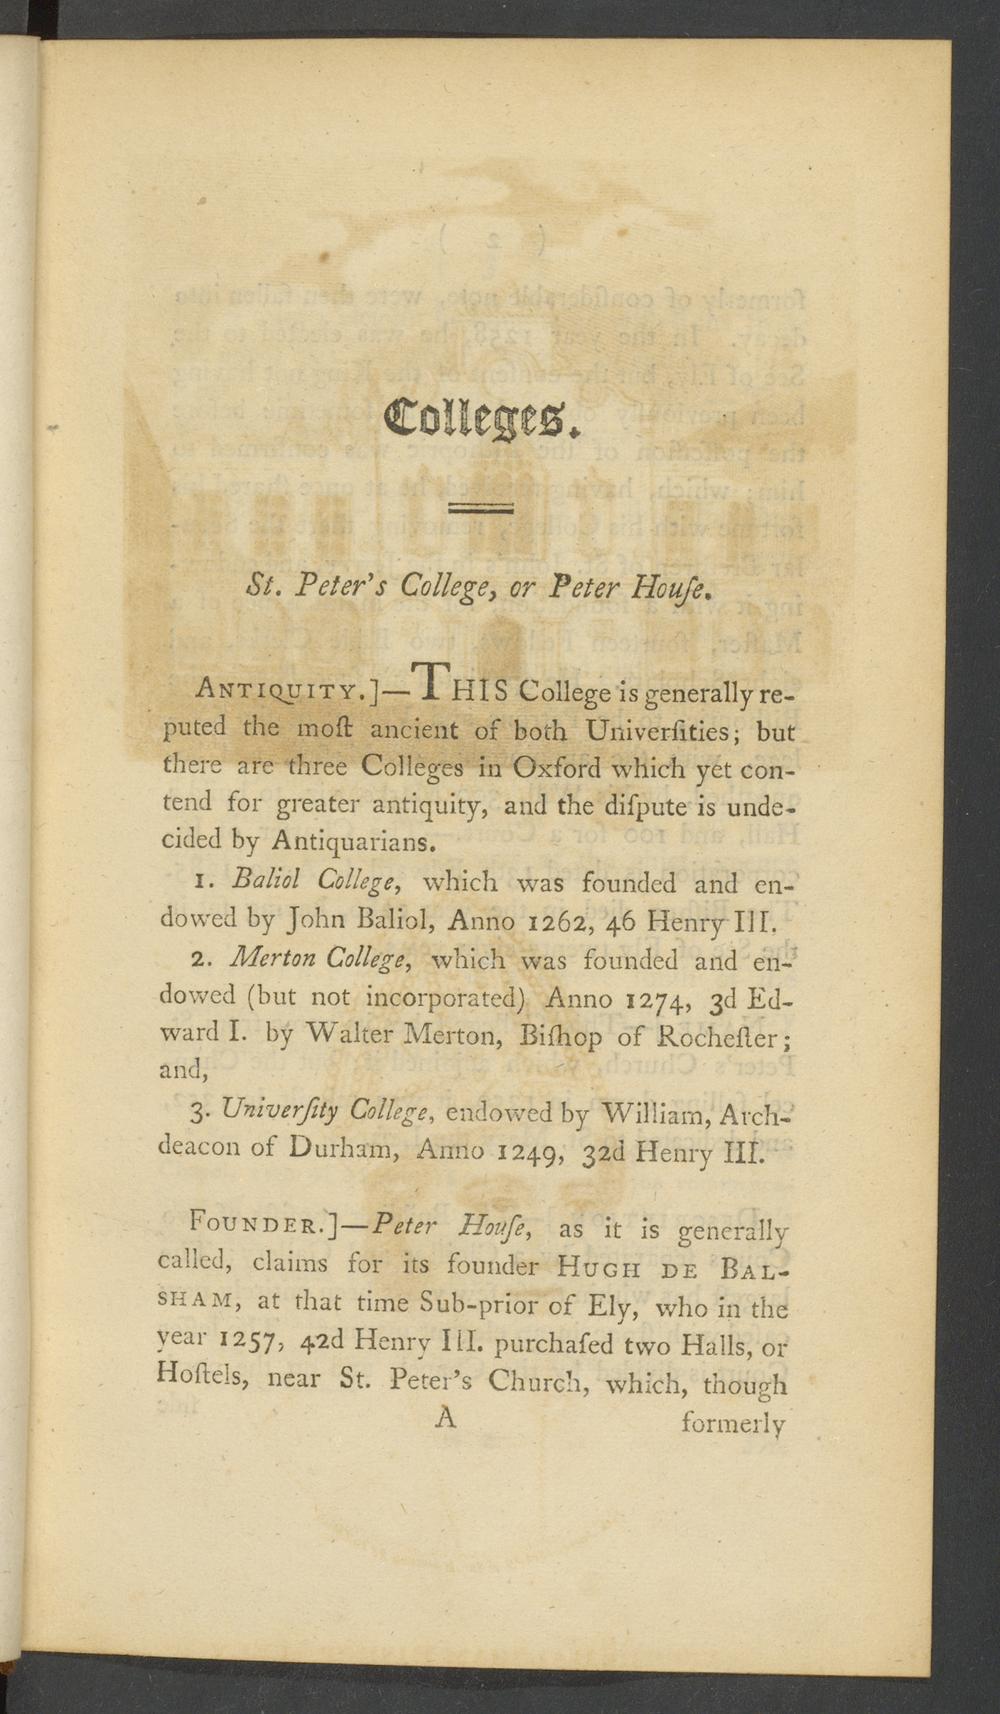 Colleges.
St. Peter's College, or Peter Houſe.
ANTIQUITY.]—THIS College is generally re-
puted the moſt ancient of both Univerſities; but
there are three Colleges in Oxford which yet con-
tend for greater antiquity, and the diſpute is unde-
cided by Antiquarians.
1. Baliol College, which was founded and en-
dowed by John Baliol, Anno 1262, 46 Henry III.
2. Merton College, which was founded and en-
dowed (but not incorporated) Anno 1274, 3d Ed-
ward I. by Walter Merton, Biſhop of Rocheſter;
and,
3. Univerſity College, endowed by William, Arch-
deacon of Durham, Anno 1249, 32d Henry III.
FOUNDER.]—Peter Houſe, as it is generally
called, claims for its founder HUGH DE BAL-
SHAM, at that time Sub-prior of Ely, who in the
year 1257, 42d Henry III. purchaſed two Halls, or
Hoſtels, near St. Peter's Church, which, though
A formerly